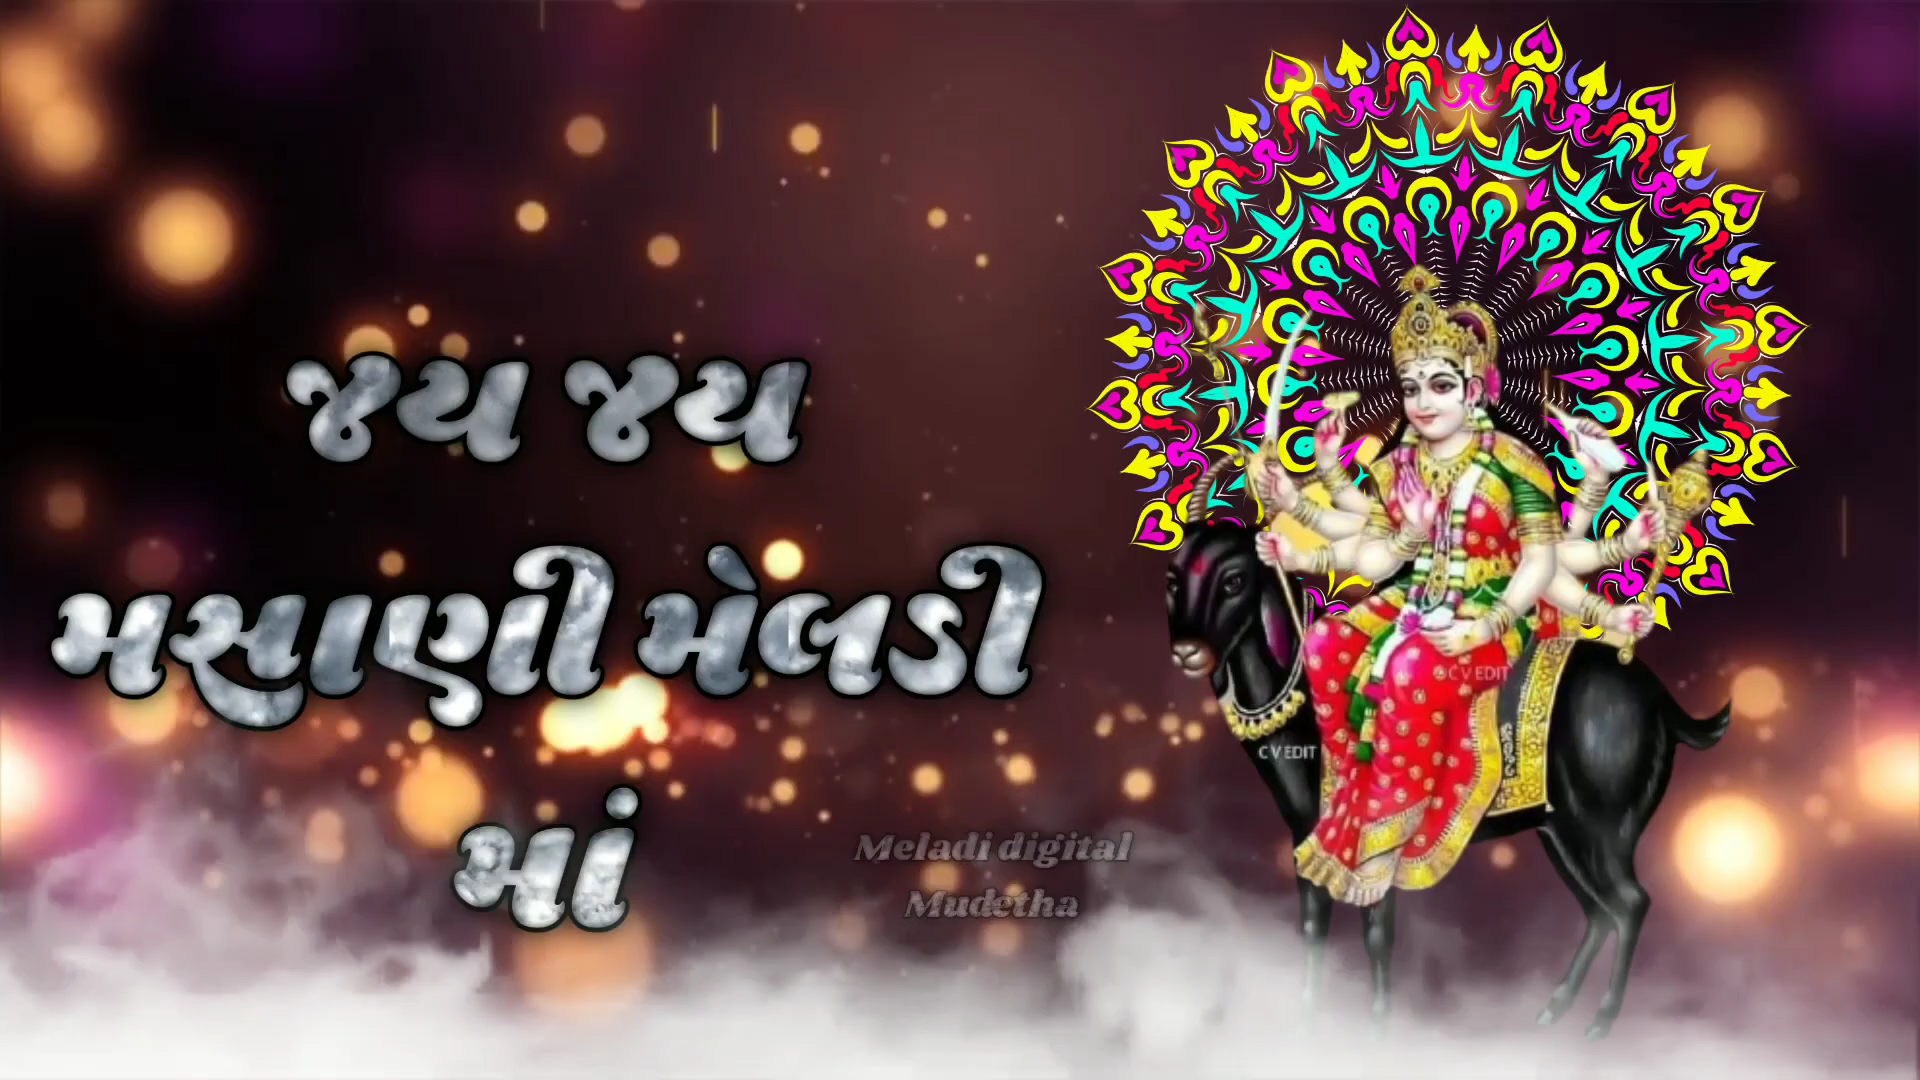 જય જય
મસાણી મેલડી
માં
Meladi digital
Mudetha
©CV EDIT
CV EDIT